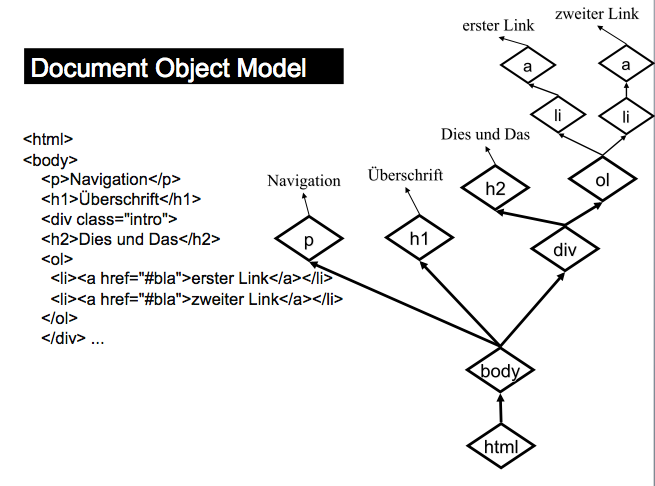 Document Object Model
<html>
<body>
<p>Navigation</p>
<h1>Überschrift</h1>
<div class="intro">
<h2>Dies und Das</h2>
<ol>
<li><a href="#bla">erster Link</a></li>
<li><a href="#bla">zweiter Link</a></li>
</ol>
</div> ...
zweiter Link
erster Link
a
a
li
li
Dies und Das
Überschrift
Navigation
h2
ol
p
h1
div
body
html